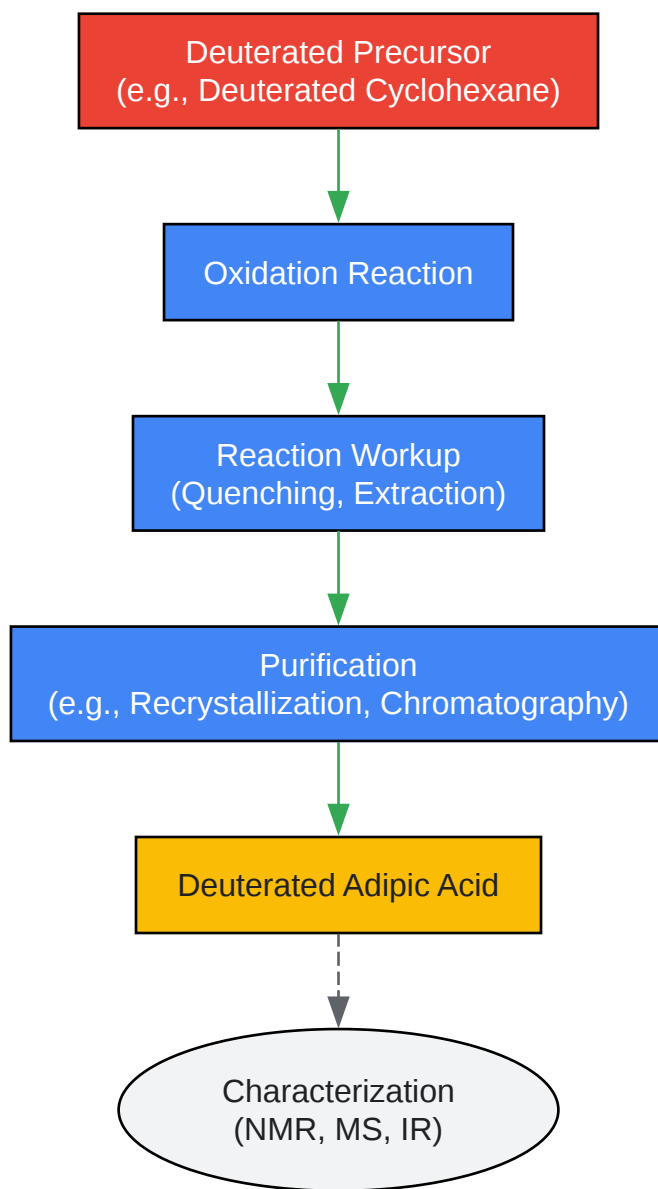 Deuterated Precursor
(e.g., Deuterated Cyclohexane)
Oxidation Reaction
Reaction Workup
(Quenching, Extraction)
Purification
(e.g., Recrystallization, Chromatography)
Deuterated Adipic Acid
Characterization
(NMR, MS, IR)